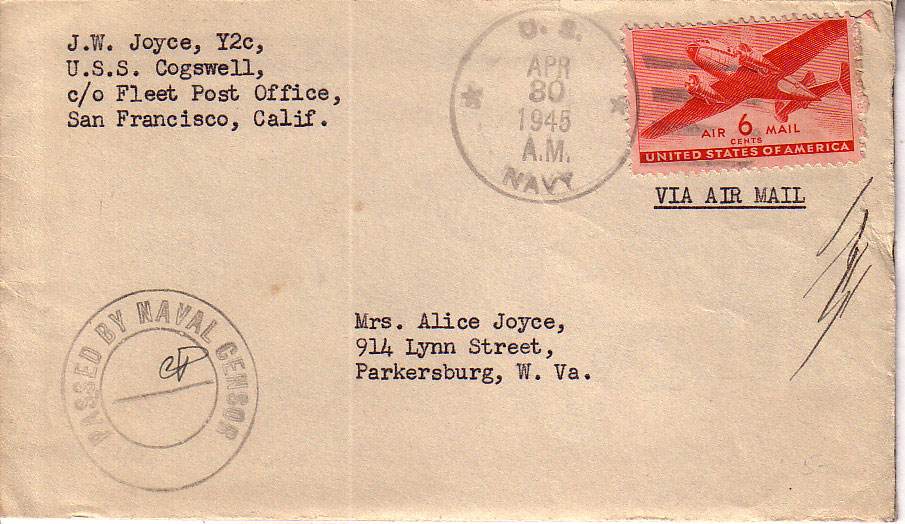 J.W. Joyce, Y2c,
U.S.S. Cogswell,
c/o Fleet Post Office,
San Francisco, Calif.
U. S.
APR
30
1945
A.M.
NAVY
AIR 6 MAIL
CENTS
UNITED STATES OF AMERICA
VIA AIR MAIL
PASSED BY NAVAL CENSOR
Mrs. Alice Joyce,
914 Lynn Street,
Parkersburg, W. Va.